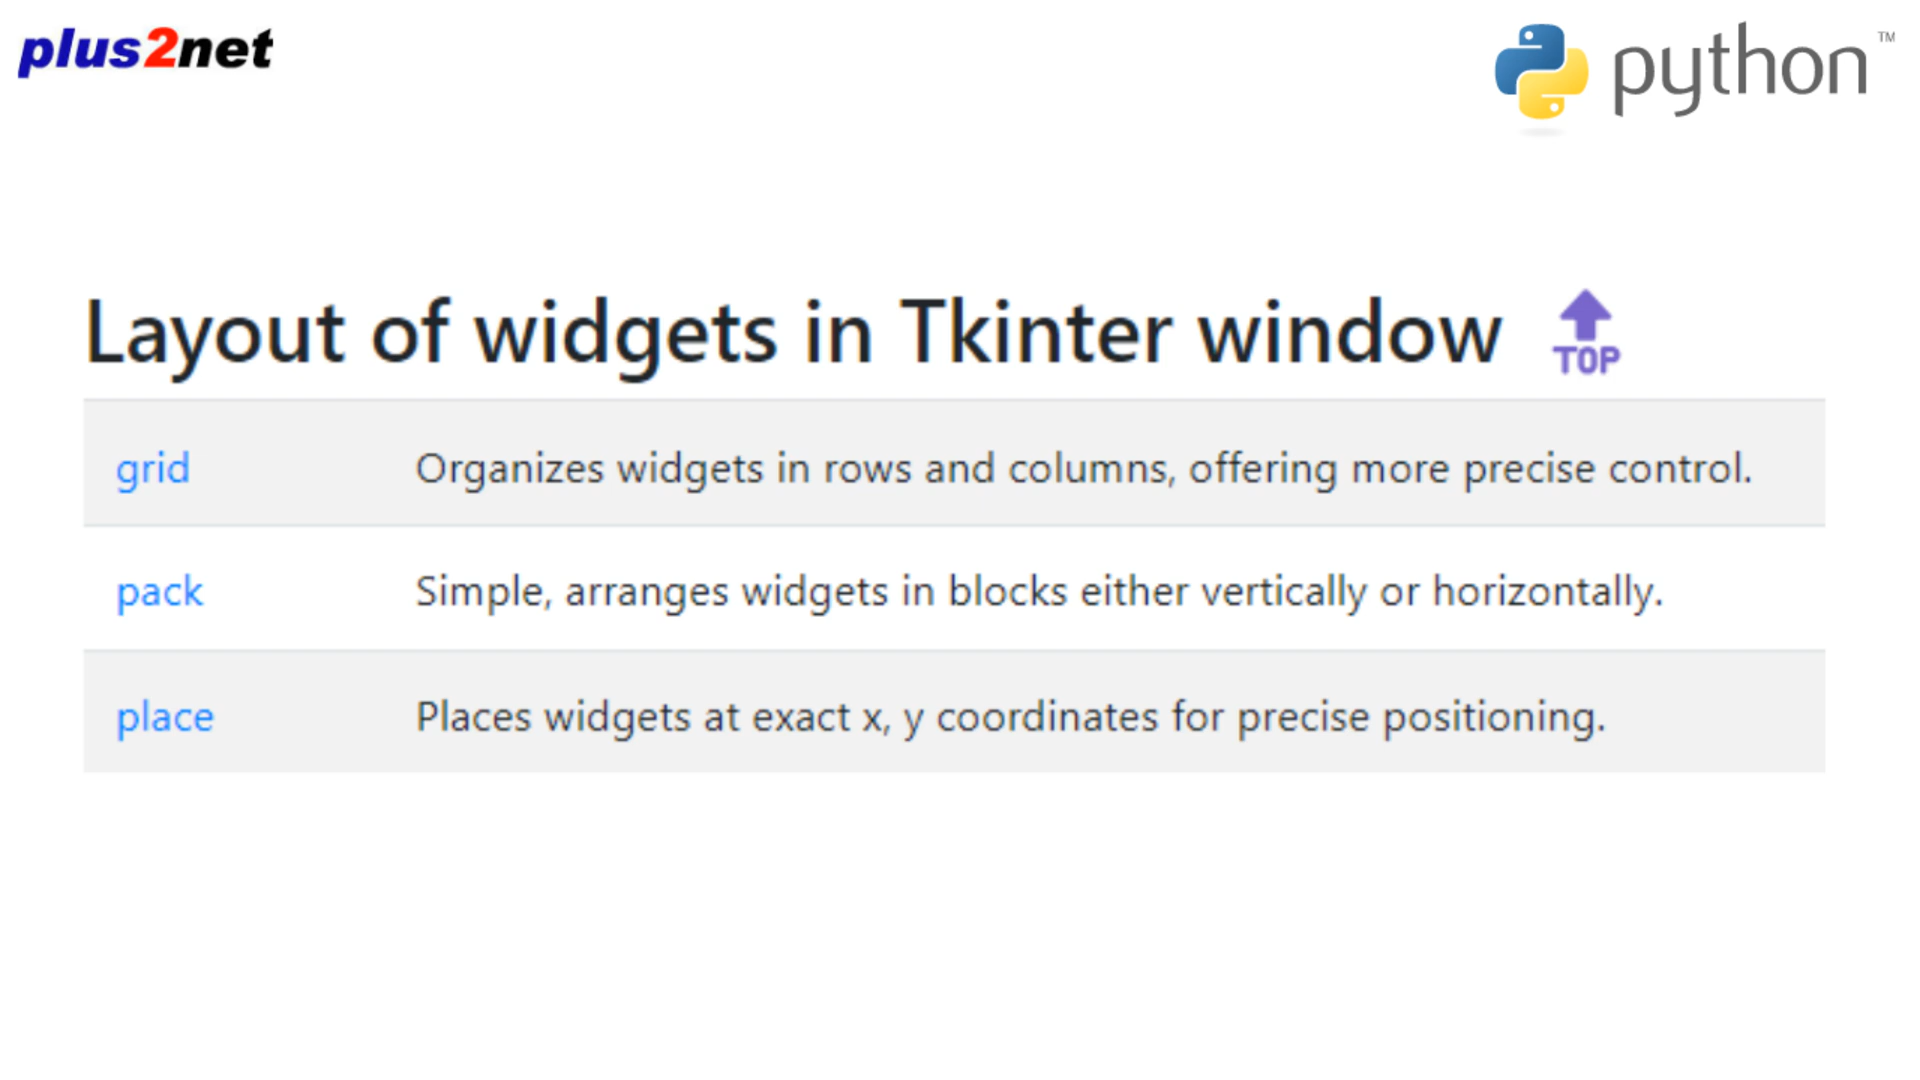 plus2net
python™
Layout of widgets in Tkinter window
TOP
grid Organizes widgets in rows and columns, offering more precise control.
pack Simple, arranges widgets in blocks either vertically or horizontally.
place Places widgets at exact x, y coordinates for precise positioning.